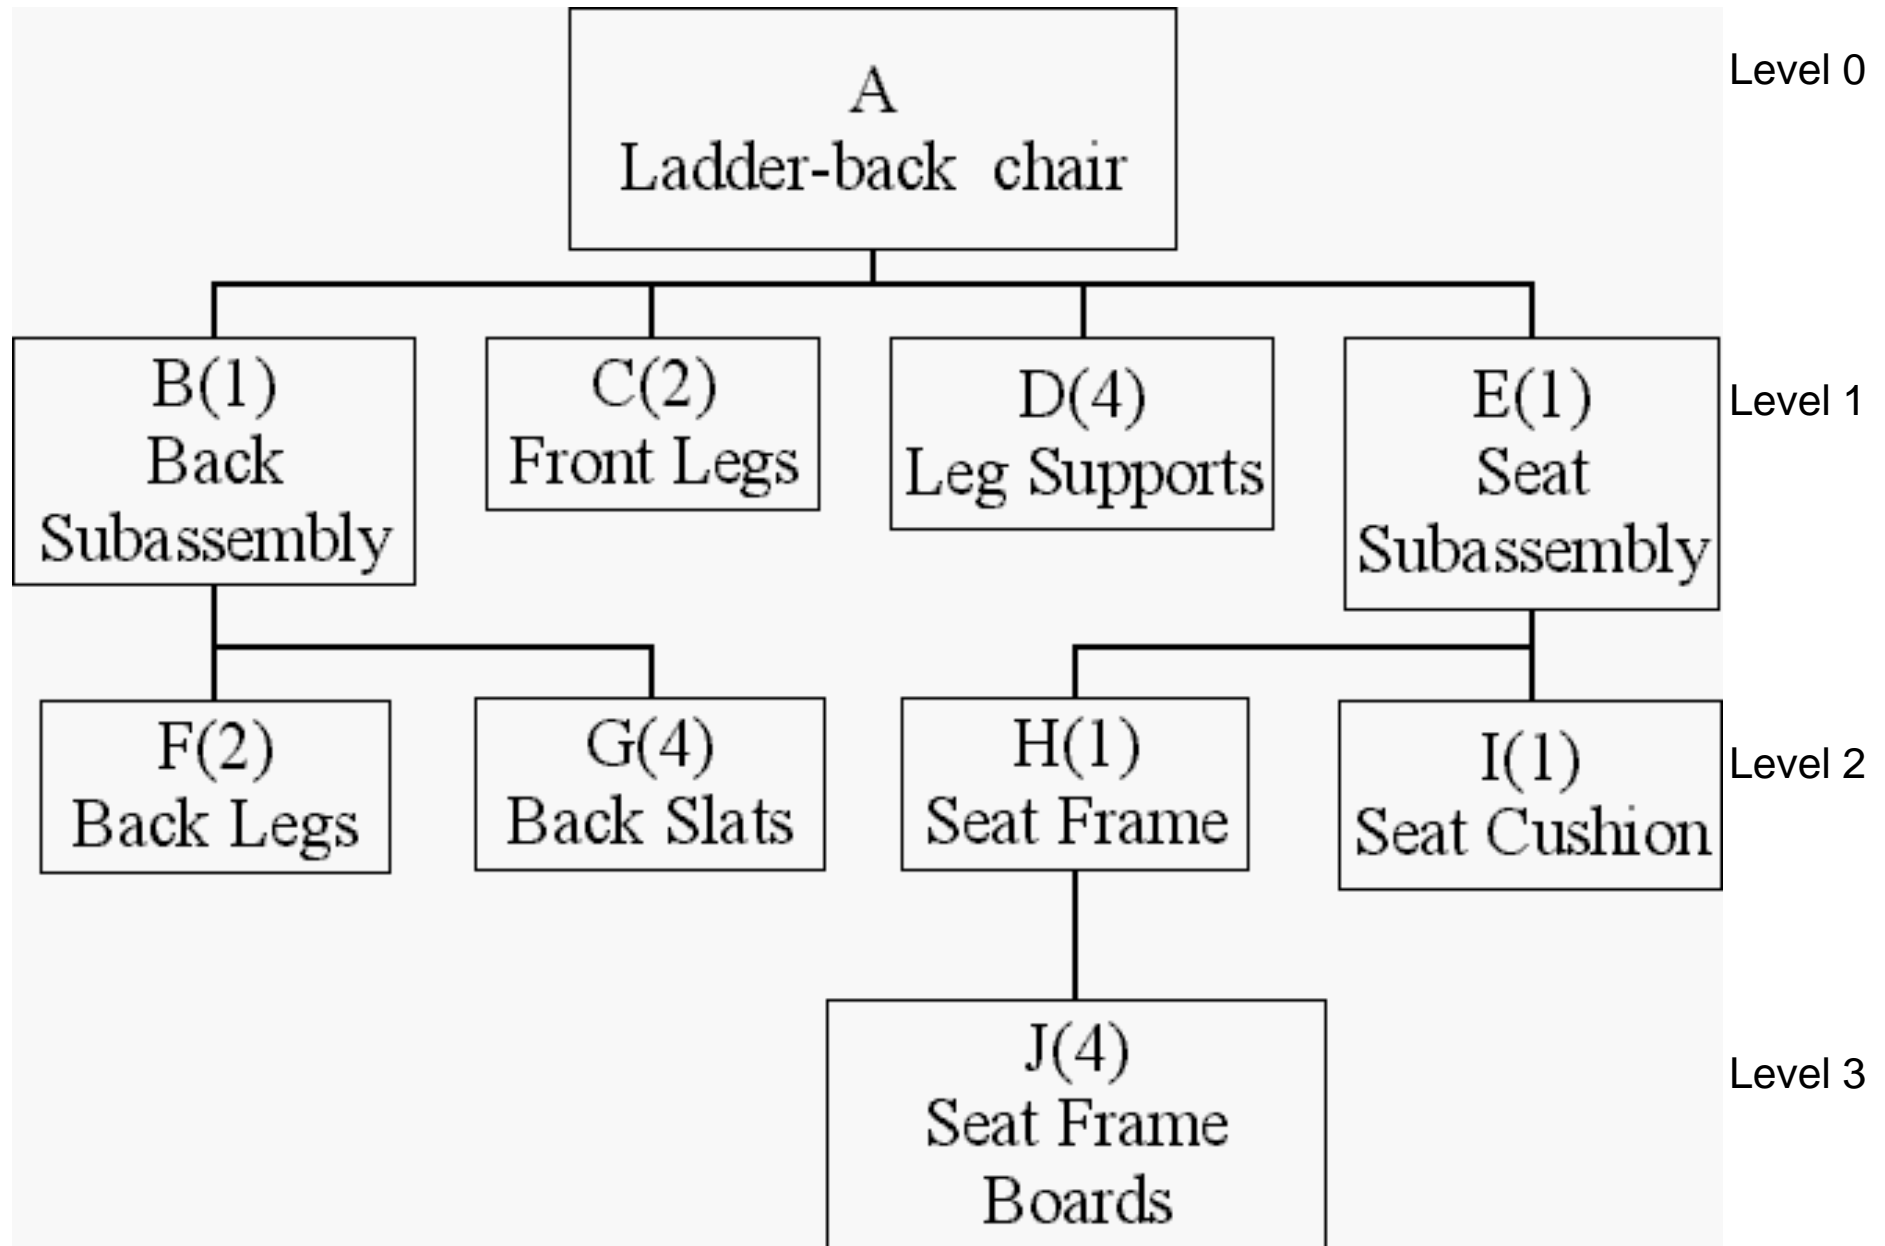 A
Ladder-back chair
Level 0
B(1)
Back
Subassembly
C(2)
Front Legs
D(4)
Leg Supports
E(1)
Seat
Subassembly
Level 1
F(2)
Back Legs
G(4)
Back Slats
H(1)
Seat Frame
I(1)
Seat Cushion
Level 2
J(4)
Seat Frame
Boards
Level 3